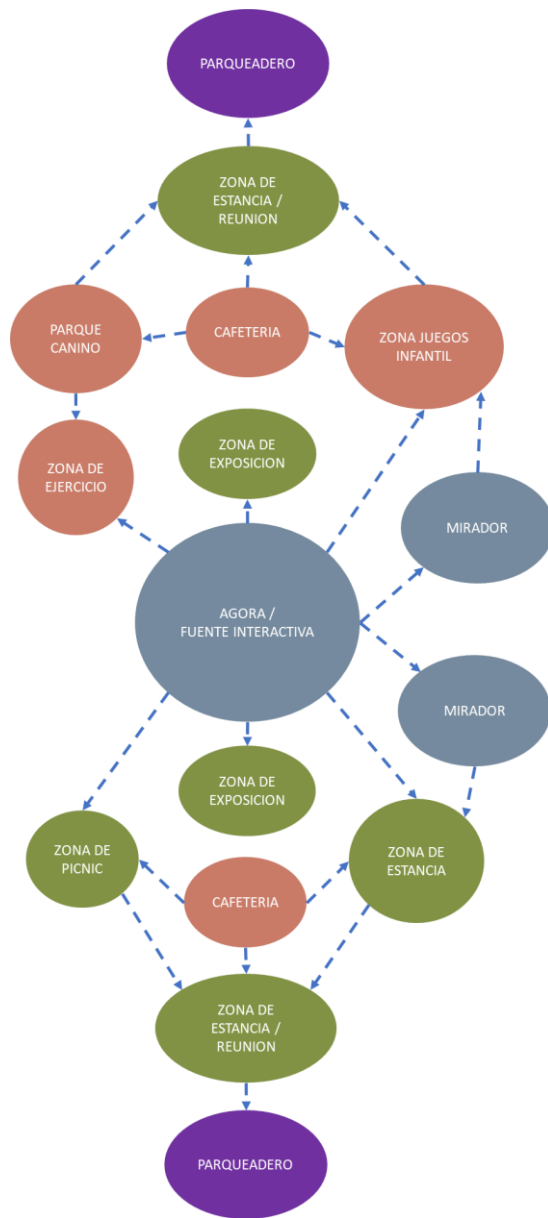 PARQUEADERO
ZONA DE
ESTANCIA /
REUNION
PARQUE
CANINO
CAFETERIA
ZONA JUEGOS
INFANTIL
ZONA DE
EXPOSICION
ZONA DE
EJERCICIO
MIRADOR
AGORA /
FUENTE INTERACTIVA
MIRADOR
ZONA DE
EXPOSICION
ZONA DE
PICNIC
ZONA DE
ESTANCIA
CAFETERIA
ZONA DE
ESTANCIA /
REUNION
PARQUEADERO